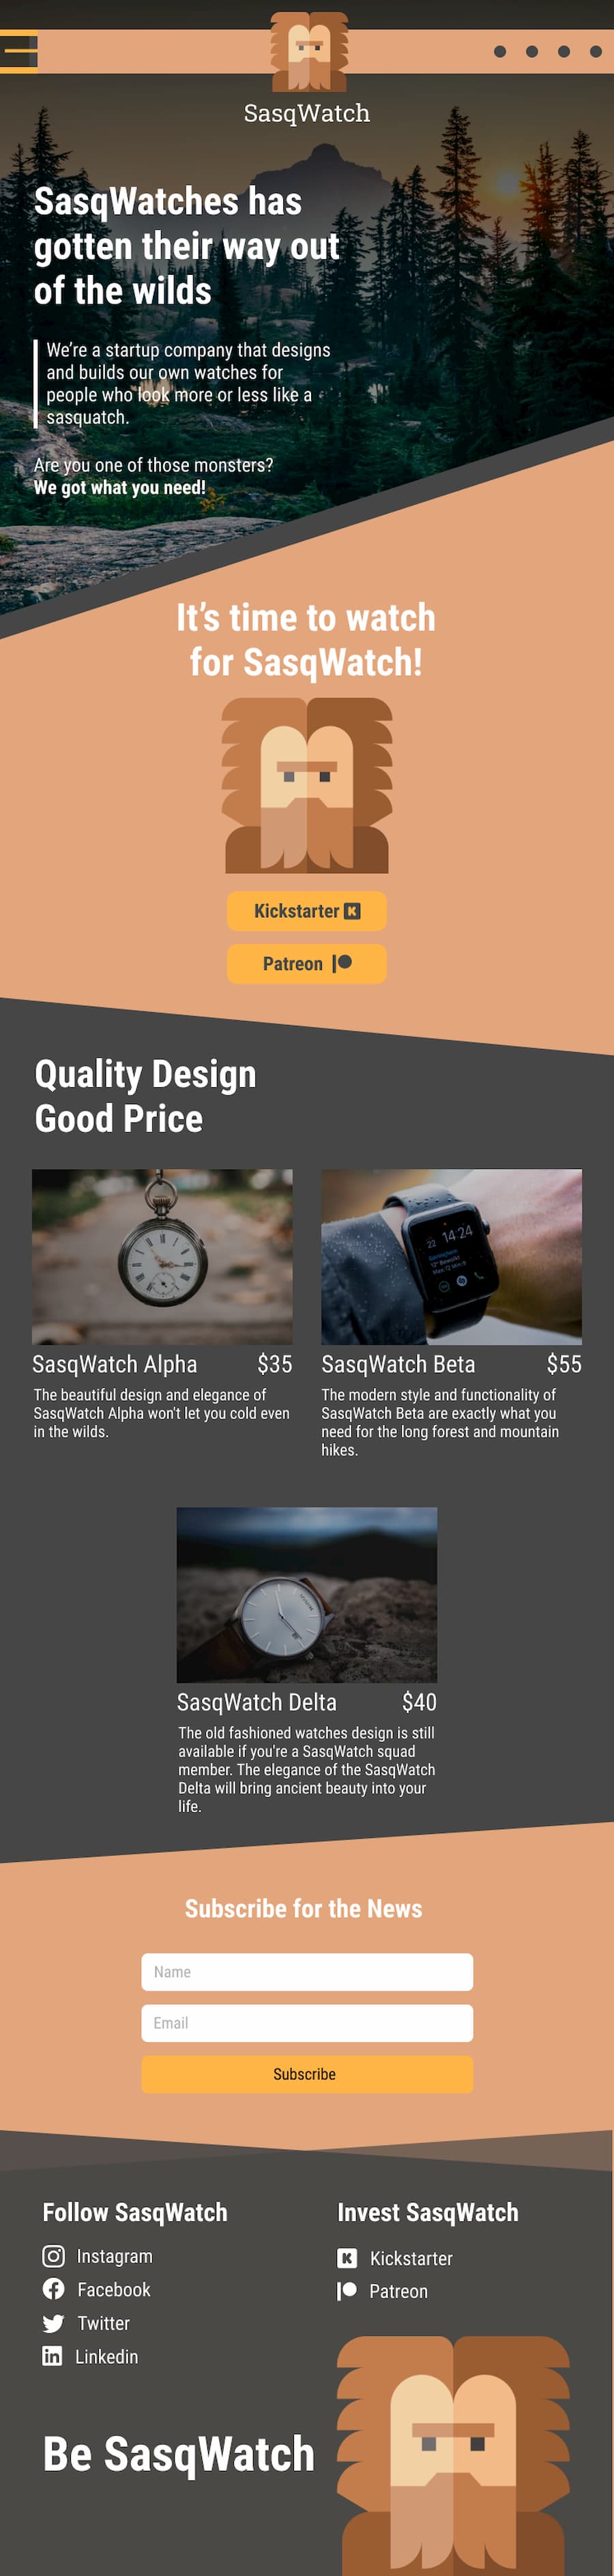 SasqWatch
SasqWatches has
gotten their way out
of the wilds
We're a startup company that designs
and builds our own watches for
people who look more or less like a
sasquatch.
Are you one of those monsters?
We got what you need!
It's time to watch
for SasqWatch!
Kickstarter
Patreon
Quality Design
Good Price
SasqWatch Alpha $35
The beautiful design and elegance of
SasqWatch Alpha won't let you cold even
in the wilds.
14:24
22
SasqWatch Beta $55
The modern style and functionality of
SasqWatch Beta are exactly what you
need for the long forest and mountain
hikes.
SasqWatch Delta $40
The old fashioned watches design is still
available if you're a SasqWatch squad
member. The elegance of the SasqWatch
Delta will bring ancient beauty into your
life.
Subscribe for the News
Name
Email
Subscribe
Follow SasqWatch
Instagram
Facebook
Twitter
Linkedin
Invest SasqWatch
Kickstarter
Patreon
Be SasqWatch